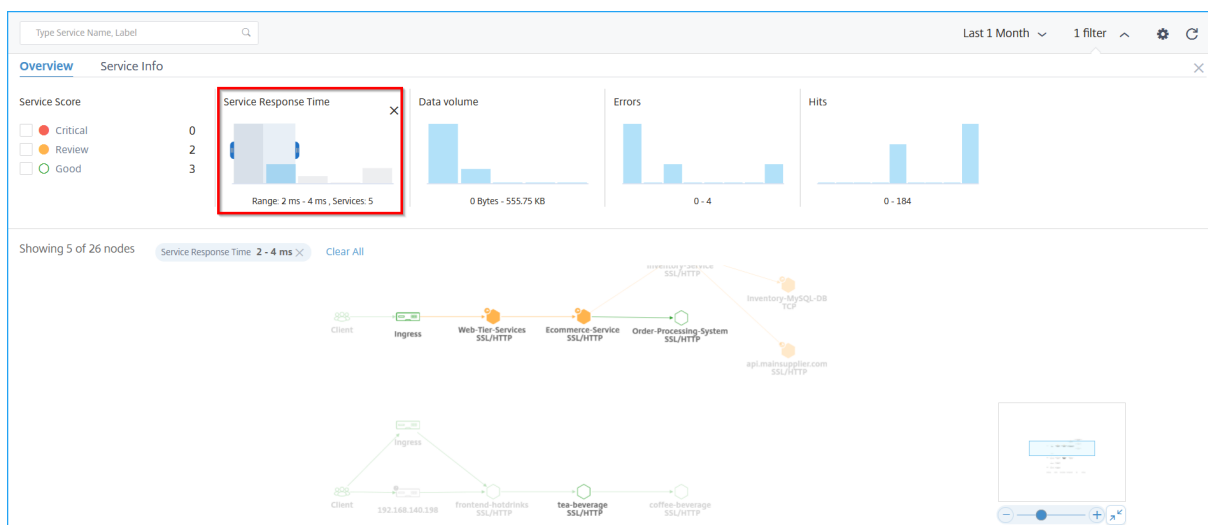 Type Service Name, Label
Last 1 Month
1 filter
Overview
Service Info
Service Score
Critical 0
Review 2
Good 3
Service Response Time
Range: 2 ms - 4 ms , Services: 5
Data volume
0 Bytes - 555.75 KB
Errors
0 - 4
Hits
0 - 184
Showing 5 of 26 nodes
Service Response Time 2 - 4 ms
Clear All
Inventory-Service
SSL/HTTP
Inventory-MySQL-DB
TCP
Client
Ingress
Web-Tier-Services
SSL/HTTP
Ecommerce-Service
SSL/HTTP
Order-Processing-System
SSL/HTTP
api.mainsupplier.com
SSL/HTTP
Ingress
Client
192.168.140.198
frontend-hotdrinks
SSL/HTTP
tea-beverage
SSL/HTTP
coffee-beverage
SSL/HTTP